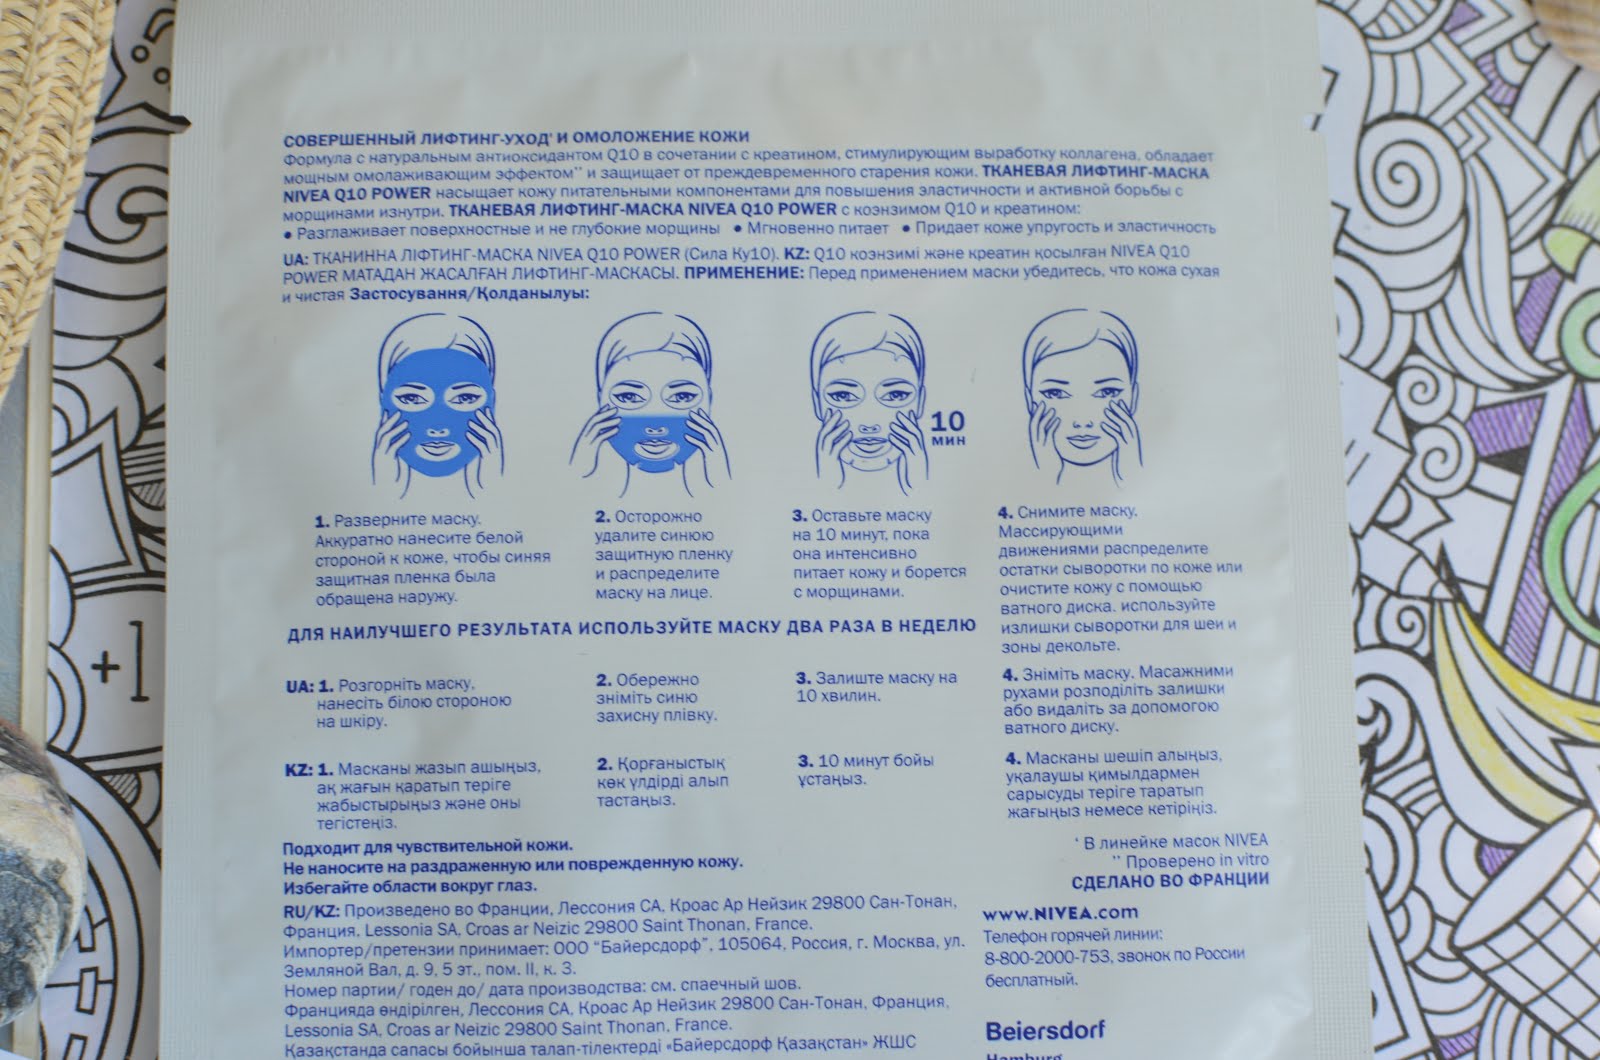 СОВЕРШЕННЫЙ ЛИФТИНГ-УХОД* И ОМОЛОЖЕНИЕ КОЖИ
Формула с натуральным антиоксидантом Q10 в сочетании с креатином, стимулирующим выработку коллагена, обладает
мощным омолаживающим эффектом** и защищает от преждевременного старения кожи. ТКАНЕВАЯ ЛИФТИНГ-МАСКА
NIVEA Q10 POWER насыщает кожу питательными компонентами для повышения эластичности и активной борьбы с
морщинами изнутри. ТКАНЕВАЯ ЛИФТИНГ-МАСКА NIVEA Q10 POWER с коэнзимом Q10 и креатином:
• Разглаживает поверхностные и не глубокие морщины • Мгновенно питает • Придает коже упругость и эластичность
UA: ТКАНИННА ЛІФТИНГ-МАСКА NIVEA Q10 POWER (Сила Ку10). KZ: Q10 коэнзимі және креатин қосылған NIVEA Q10
POWER МАТАДАН ЖАСАЛҒАН ЛИФТИНГ-МАСКАСЫ. ПРИМЕНЕНИЕ: Перед применением маски убедитесь, что кожа сухая
и чистая Застосування/Қолданылуы:
10
мин
1. Разверните маску.
Аккуратно нанесите белой
стороной к коже, чтобы синяя
защитная пленка была
обращена наружу.
2. Осторожно
удалите синюю
защитную пленку
и распределите
маску на лице.
3. Оставьте маску
на 10 минут, пока
она интенсивно
питает кожу и борется
с морщинами.
4. Снимите маску.
Массирующими
движениями распределите
остатки сыворотки по коже или
очистите кожу с помощью
ватного диска. используйте
излишки сыворотки для шеи и
зоны декольте.
ДЛЯ НАИЛУЧШЕГО РЕЗУЛЬТАТА ИСПОЛЬЗУЙТЕ МАСКУ ДВА РАЗА В НЕДЕЛЮ
UA: 1. Розгорніть маску,
нанесіть білою стороною
на шкіру.
2. Обережно
зніміть синю
захисну плівку.
3. Залиште маску на
10 хвилин.
4. Зніміть маску. Масажними
рухами розподіліть залишки
або видаліть за допомогою
ватного диску.
KZ: 1. Масканы жазып ашыңыз,
ақ жағын қаратып теріге
жабыстырыңыз және оны
тегістеңіз.
2. Қорғаныстық
көк үлдірді алып
тастаңыз.
3. 10 минут бойы
ұстаңыз.
4. Масканы шешіп алыңыз,
уқалаушы қимылдармен
сарысуды теріге таратып
жағыңыз немесе кетіріңіз.
Подходит для чувствительной кожи.
Не наносите на раздраженную или поврежденную кожу.
Избегайте области вокруг глаз.
* В линейке масок NIVEA
** Проверено in vitro
СДЕЛАНО ВО ФРАНЦИИ
RU/KZ: Произведено во Франции, Лессония СА, Кроас Ар Нейзик 29800 Сан-Тонан,
Франция, Lessonia SA, Croas ar Neizic 29800 Saint Thonan, France.
Импортер/претензии принимает: ООО "Байерсдорф", 105064, Россия, г. Москва, ул.
Земляной Вал, д. 9, 5 эт., пом. II, к. 3.
Номер партии/ годен до/ дата производства: см. спаечный шов.
Францияда өндірілген, Лессония СА, Кроас Ар Нейзик 29800 Сан-Тонан, Франция,
Lessonia SA, Croas ar Neizic 29800 Saint Thonan, France.
Қазақстанда сапасы бойынша талап-тілектерді «Байерсдорф Қазақстан» ЖШС
www.NIVEA.com
Телефон горячей линии:
8-800-2000-753, звонок по России
бесплатный.
Beiersdorf
Hamburg
+1